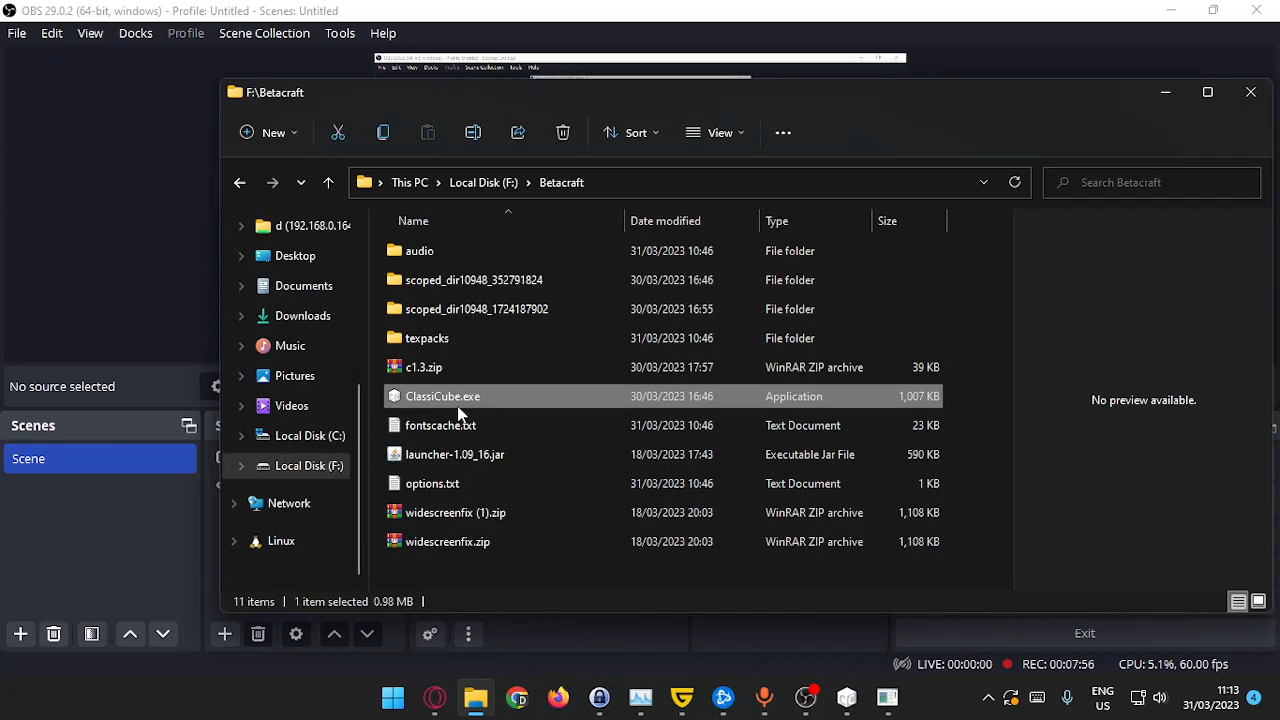 OBS 29.0.2 (64-bit, windows) - Profile: Untitled - Scenes: Untitled
File Edit View Docks Profile Scene Collection Tools Help
F:\Betacraft
New Sort View
This PC Local Disk (F:) Betacraft Search Betacraft
Name Date modified Type Size
d (192.168.0.164
Desktop
Documents
Downloads
Music
Pictures
Videos
Local Disk (C:)
Local Disk (F:)
Network
Linux
audio 31/03/2023 10:46 File folder
scoped_dir10948_352791824 30/03/2023 16:46 File folder
scoped_dir10948_1724187902 30/03/2023 16:55 File folder
texpacks 31/03/2023 10:46 File folder
c1.3.zip 30/03/2023 17:57 WinRAR ZIP archive 39 KB
ClassiCube.exe 30/03/2023 16:46 Application 1,007 KB
fontscache.txt 31/03/2023 10:46 Text Document 23 KB
launcher-1.09_16.jar 18/03/2023 17:43 Executable Jar File 590 KB
options.txt 31/03/2023 10:46 Text Document 1 KB
widescreenfix (1).zip 18/03/2023 20:03 WinRAR ZIP archive 1,108 KB
widescreenfix.zip 18/03/2023 20:03 WinRAR ZIP archive 1,108 KB
No preview available.
11 items 1 item selected 0.98 MB
No source selected
Scenes
Scene
Exit
LIVE: 00:00:00 REC: 00:07:56 CPU: 5.1%, 60.00 fps
ENG
US
11:13
31/03/2023
4